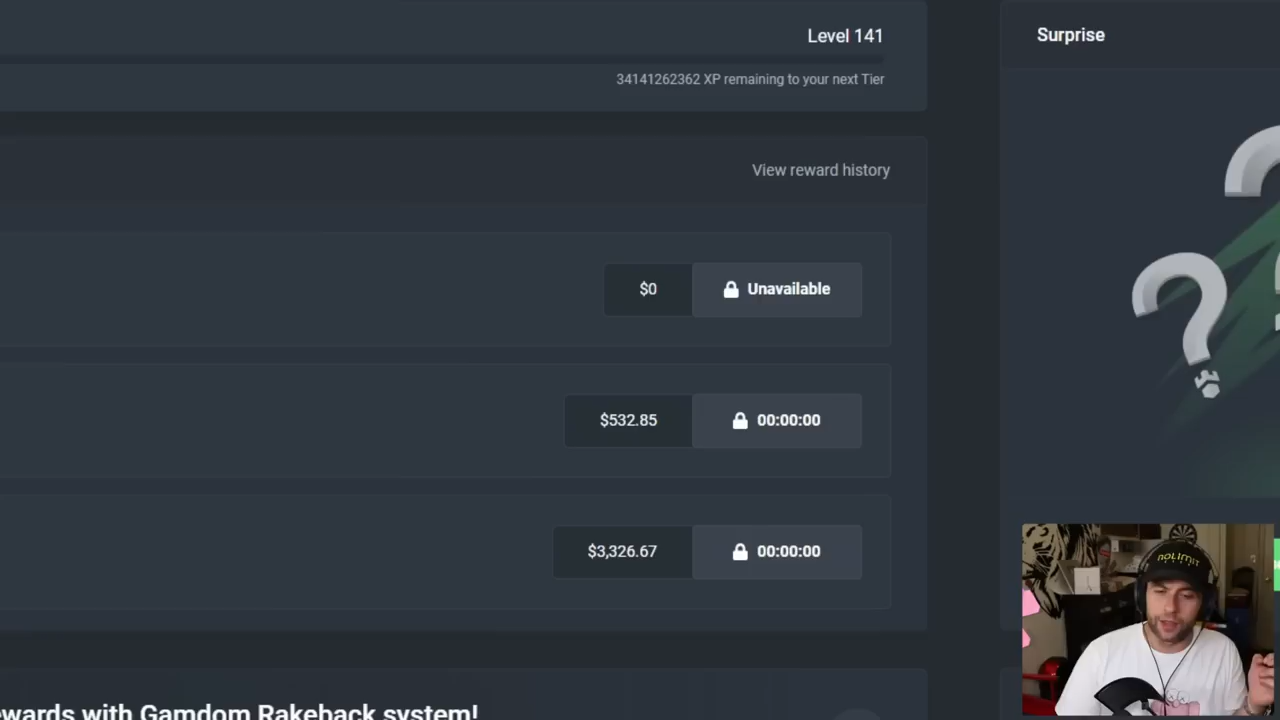 Level 141
Surprise
34141262362 XP remaining to your next Tier
View reward history
$0
Unavailable
$532.85
00:00:00
$3,326.67
00:00:00
NOLIMIT
ewards with Gamdom Rakeback system!